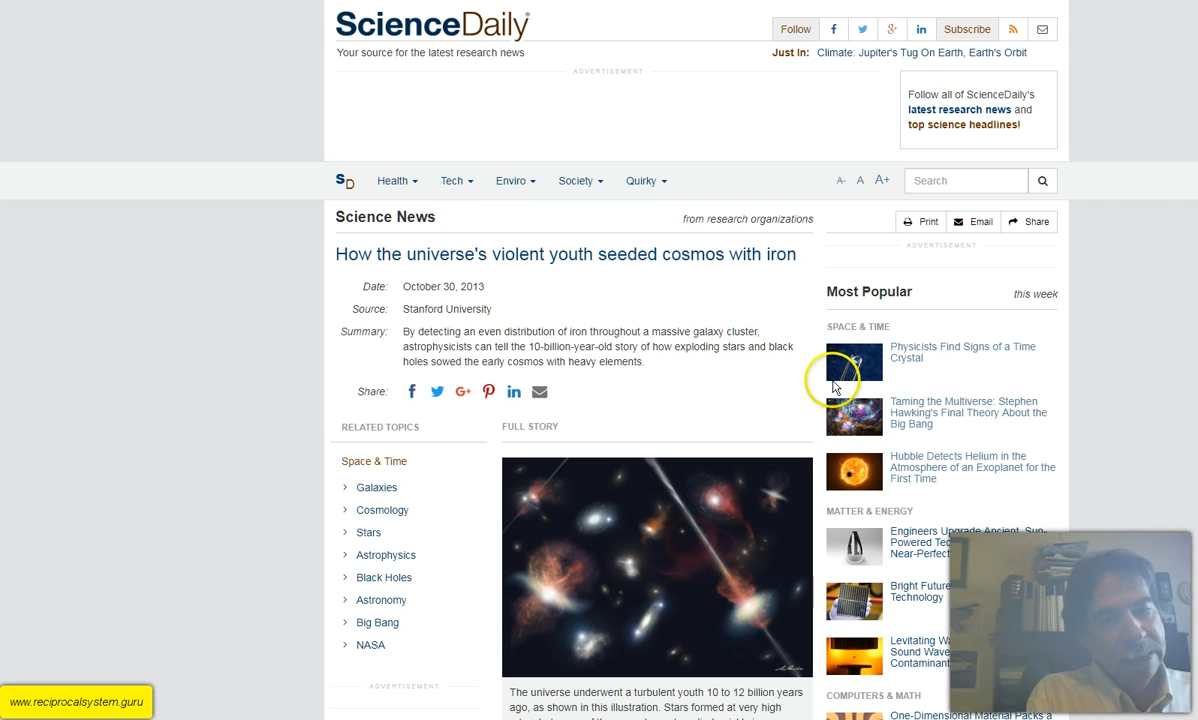 ScienceDaily
Your source for the latest research news
Follow
Subscribe
Just In: Climate: Jupiter's Tug On Earth, Earth's Orbit
ADVERTISEMENT
Follow all of ScienceDaily's
latest research news and
top science headlines!
SD
Health
Tech
Enviro
Society
Quirky
A- A A+
Search
Science News
from research organizations
Print
Email
Share
How the universe's violent youth seeded cosmos with iron
Date: October 30, 2013
Source: Stanford University
Summary: By detecting an even distribution of iron throughout a massive galaxy cluster,
astrophysicists can tell the 10-billion-year-old story of how exploding stars and black
holes sowed the early cosmos with heavy elements.
Share:
RELATED TOPICS
Space & Time
Galaxies
Cosmology
Stars
Astrophysics
Black Holes
Astronomy
Big Bang
NASA
ADVERTISEMENT
FULL STORY
The universe underwent a turbulent youth 10 to 12 billion years
ago, as shown in this illustration. Stars formed at very high
ADVERTISEMENT
Most Popular
this week
SPACE & TIME
Physicists Find Signs of a Time
Crystal
Taming the Multiverse: Stephen
Hawking's Final Theory About the
Big Bang
Hubble Detects Helium in the
Atmosphere of an Exoplanet for the
First Time
MATTER & ENERGY
Engineers Upgrade Ancient, Sun-
Powered Tec
Near-Perfect
Bright Future
Technology
Levitating Wa
Sound Wave
Contaminant
COMPUTERS & MATH
One-Dimensional Material Packs a
www.reciprocalsystem.guru